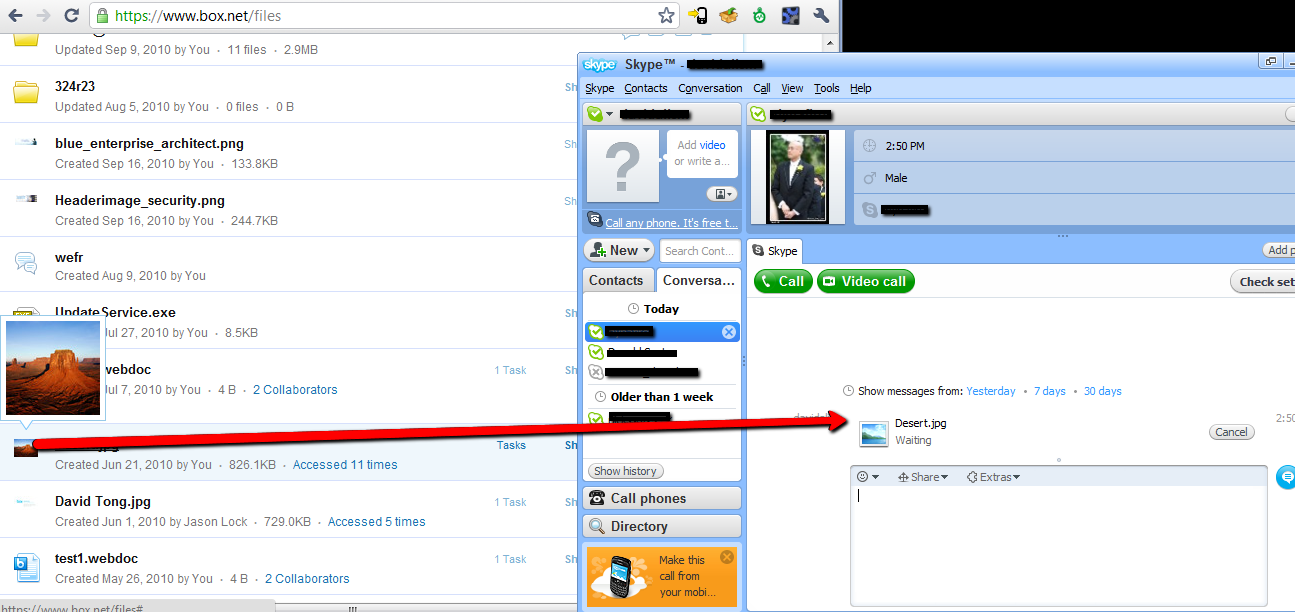 https://www.box.net/files
Updated Sep 9, 2010 by You · 11 files · 2.9MB
324r23
Updated Aug 5, 2010 by You · 0 files · 0 B
Sh
blue_enterprise_architect.png
Created Sep 16, 2010 by You · 133.8KB
Sh
Headerimage_security.png
Created Sep 16, 2010 by You · 244.7KB
Sh
wefr
Created Aug 9, 2010 by You
UpdateService.exe
Jul 27, 2010 by You · 8.5KB
Sh
webdoc
Jul 7, 2010 by You · 4 B · 2 Collaborators
1 Task
Sh
Tasks
Sh
Created Jun 21, 2010 by You · 826.1KB · Accessed 11 times
David Tong.jpg
Created Jun 1, 2010 by Jason Lock · 729.0KB · Accessed 5 times
1 Task
Sh
test1.webdoc
Created May 26, 2010 by You · 4 B · 2 Collaborators
1 Task
Sh
https://www.box.net/files#
skype Skype™ -
Skype Contacts Conversation Call View Tools Help
Add video
or write a...
Call any phone. It's free t...
New
Search Cont...
Contacts
Conversa...
Today
Older than 1 week
Show history
Call phones
Directory
Make this
call from
your mobi...
2:50 PM
Male
Skype
Add p
Call
Video call
Check set
Show messages from: Yesterday · 7 days · 30 days
Desert.jpg
Waiting
Cancel
2:50
Share
Extras